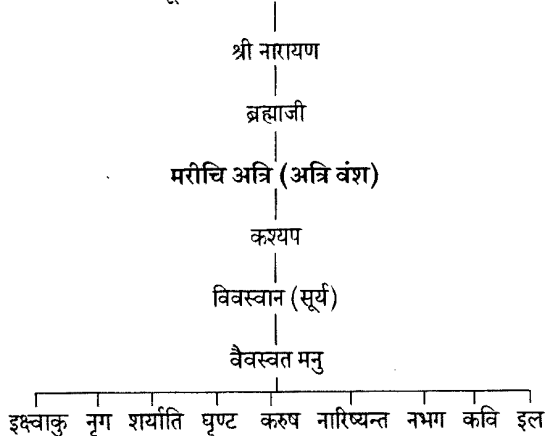 श्री नारायण
ब्रह्माजी
मरीचि अत्रि (अत्रि वंश)
कश्यप
विवस्वान (सूर्य)
वैवस्वत मनु
इक्ष्वाकु नृग शर्याति घृण्ट करुष नारिष्यन्त नभग कवि इल